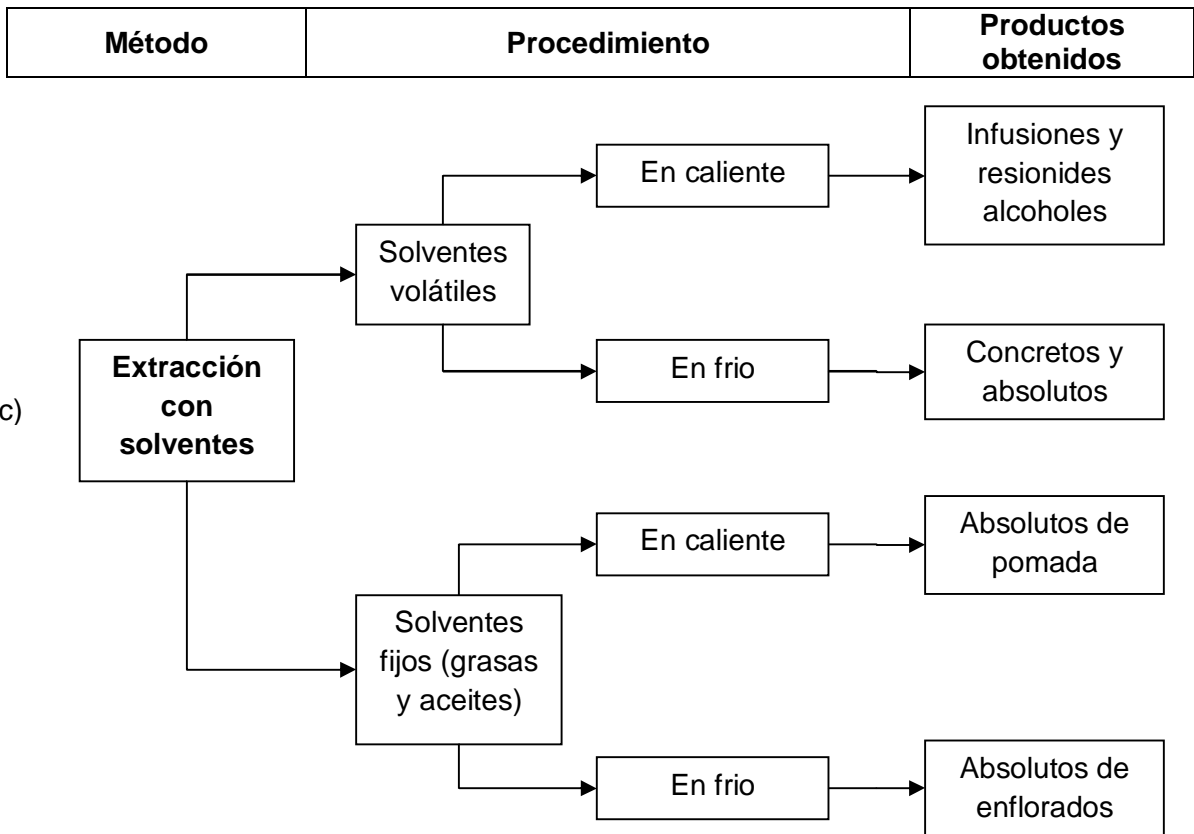 Método
Procedimiento
Productos
obtenidos
Infusiones y
resionides
alcoholes
En caliente
Solventes
volátiles
En frio
Concretos y
absolutos
c)
Extracción
con
solventes
En caliente
Absolutos de
pomada
Solventes
fijos (grasas
y aceites)
En frio
Absolutos de
enflorados